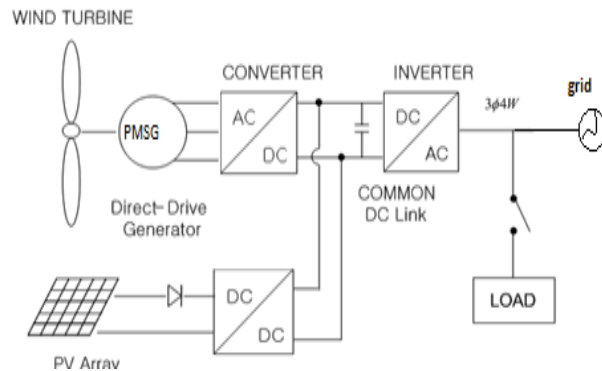 WIND TURBINE
CONVERTER
INVERTER
grid
3φ4W
PMSG
AC
DC
DC
AC
Direct-Drive
Generator
COMMON
DC Link
DC
DC
LOAD
PV Array